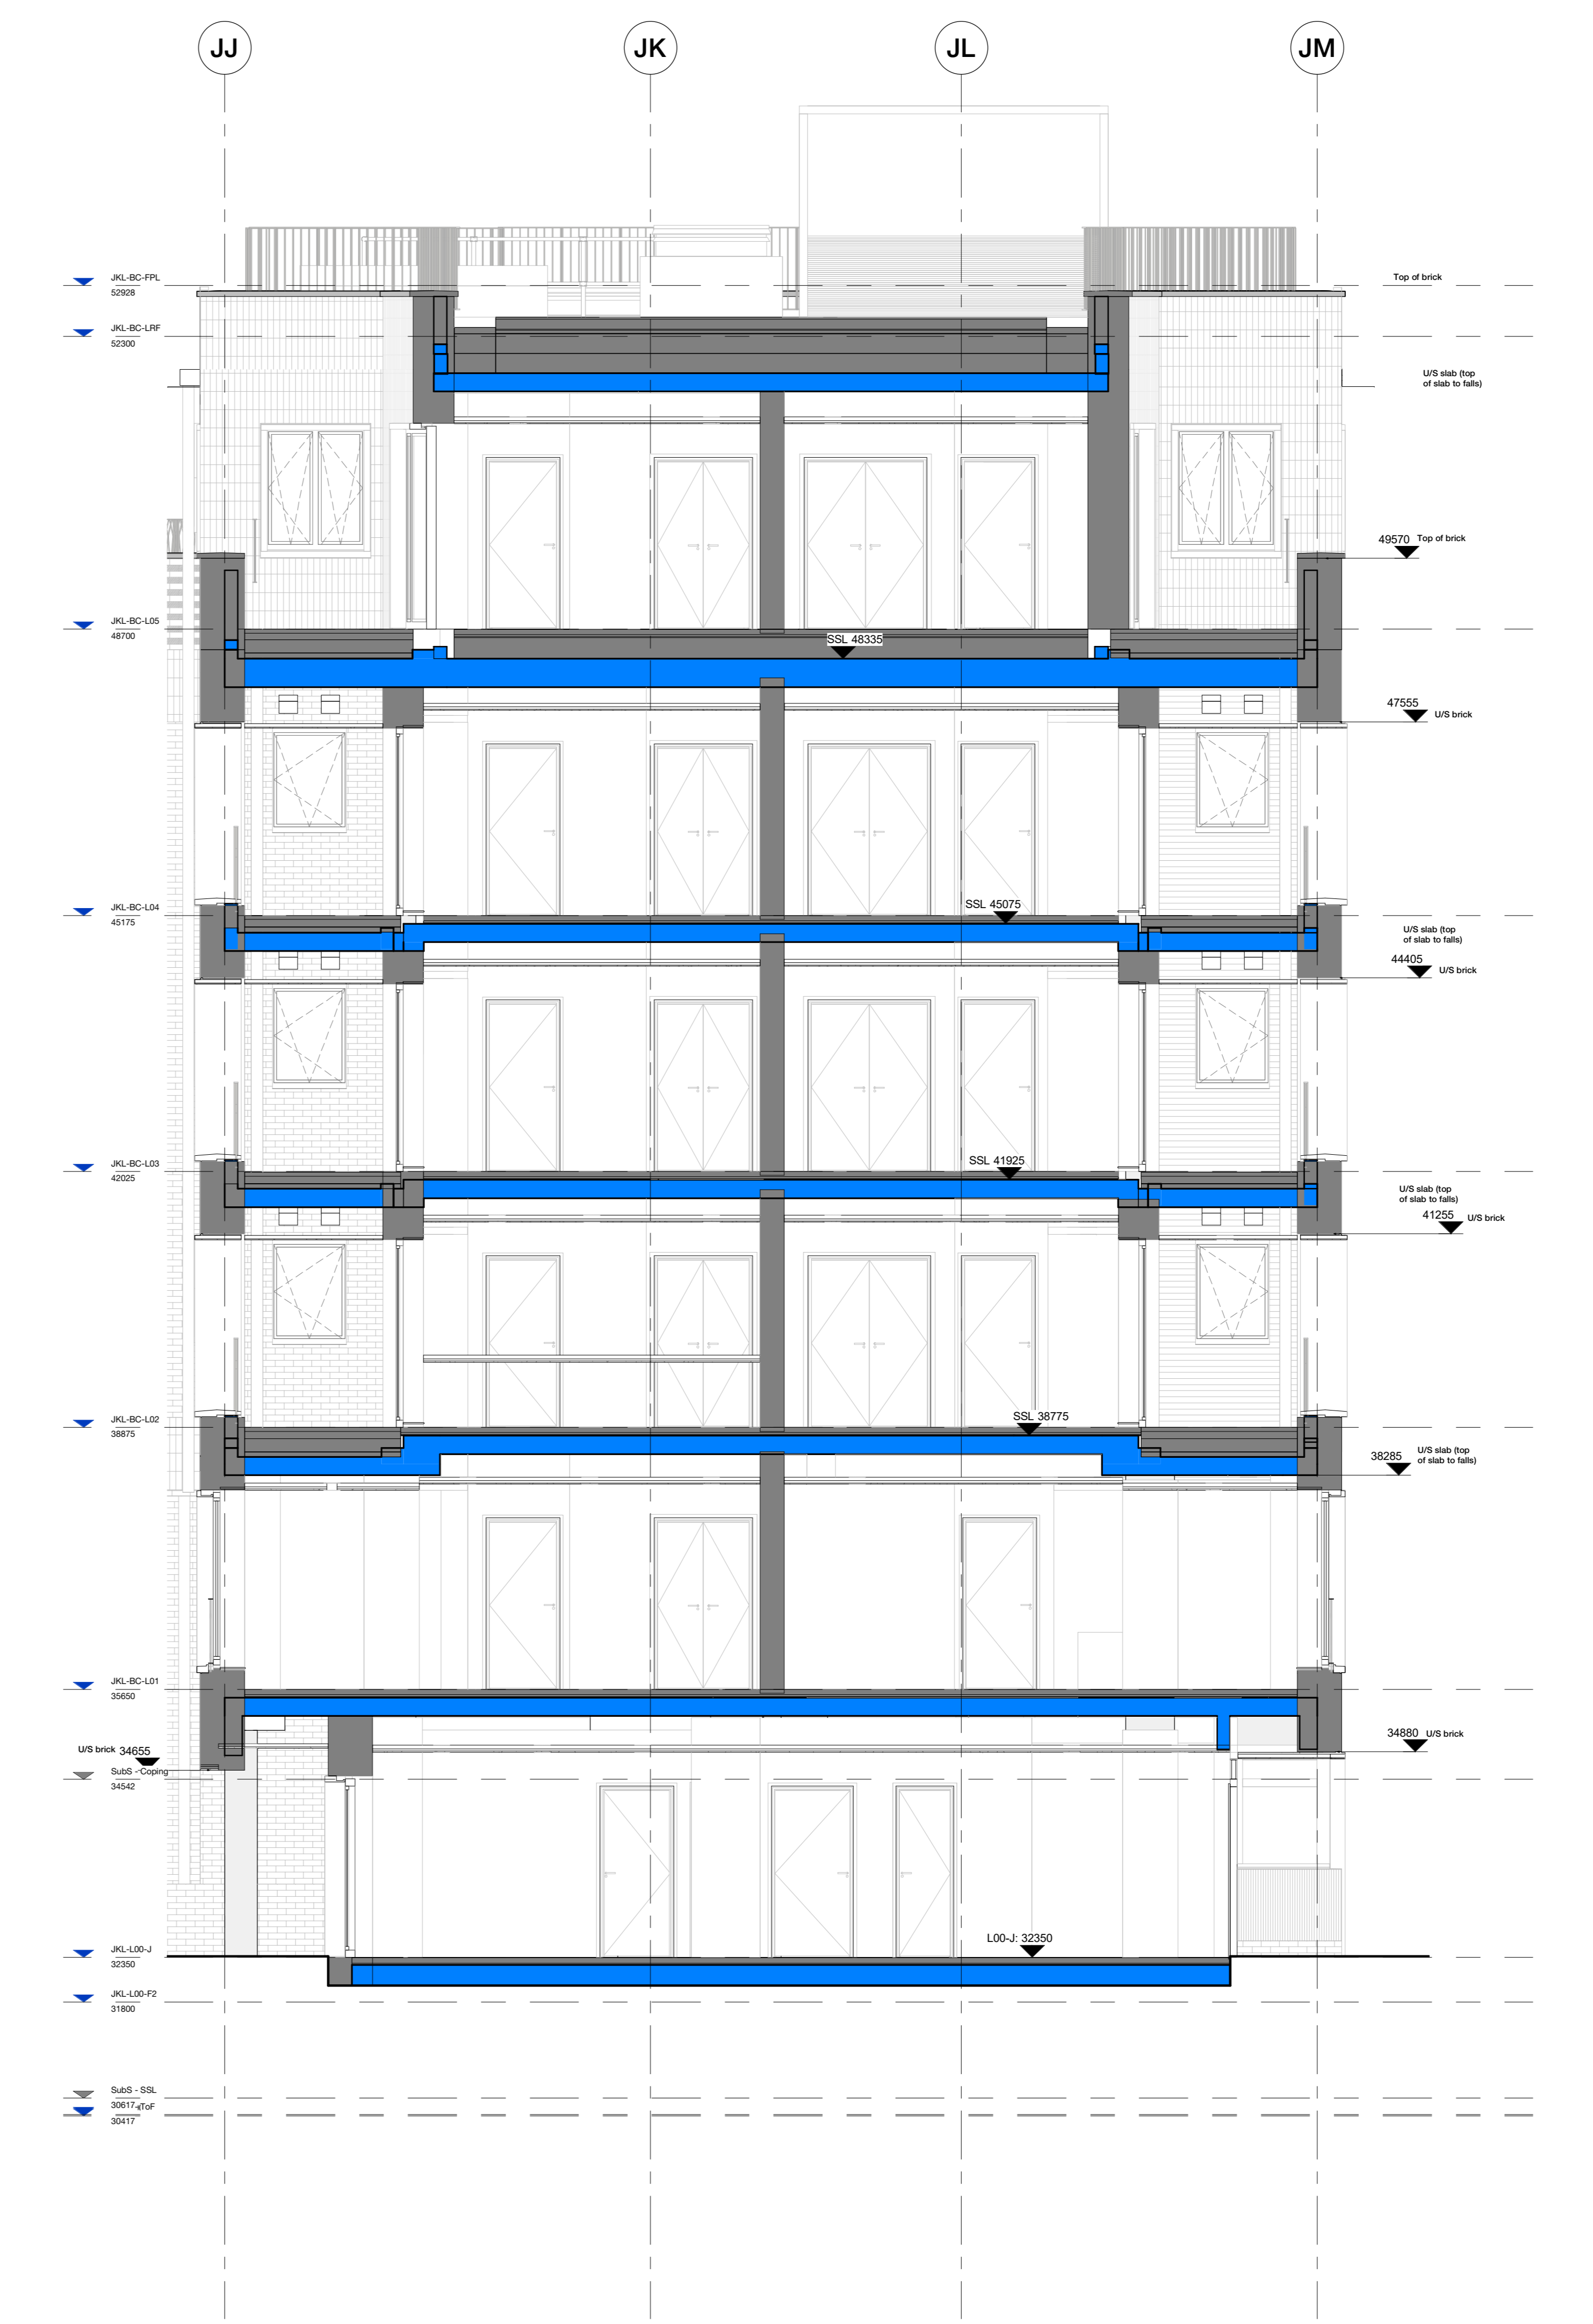 JJ
JK
JL
JM
JKL-BC-FPL
52928
Top of brick
JKL-BC-LRF
52300
U/S slab (top
of slab to falls)
49570 Top of brick
JKL-BC-L05
48700
SSL 48335
47555
U/S brick
JKL-BC-L04
45175
SSL 45075
U/S slab (top
of slab to falls)
44405
U/S brick
JKL-BC-L03
42025
SSL 41925
U/S slab (top
of slab to falls)
41255
U/S brick
JKL-BC-L02
38875
SSL 38775
U/S slab (top
of slab to falls)
38285
JKL-BC-L01
35650
34880 U/S brick
U/S brick 34655
SubS - Coping
34542
L00-J: 32350
JKL-L00-J
32350
JKL-L00-F2
31800
SubS - SSL
30617
ToF
30417